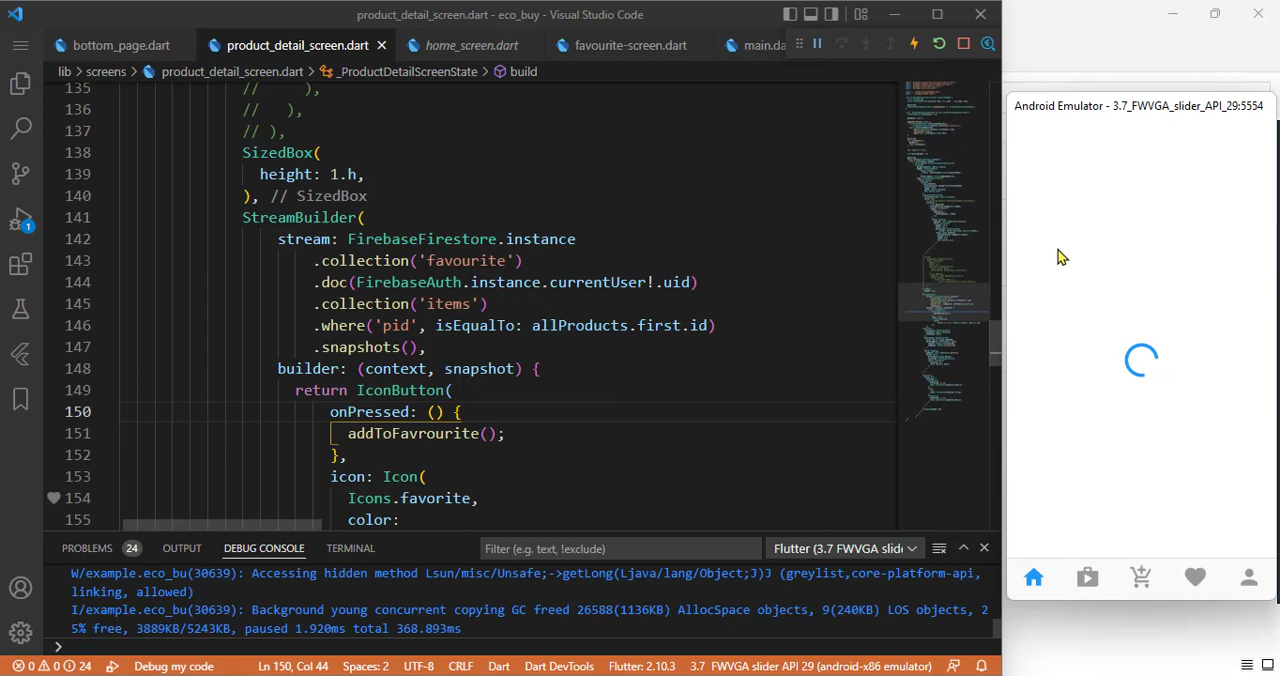 product_detail_screen.dart - eco_buy - Visual Studio Code
bottom_page.dart
product_detail_screen.dart
home_screen.dart
favourite-screen.dart
main.da
lib > screens > product_detail_screen.dart > _ProductDetailScreenState > build
135 // ),
136 // ),
137 // ),
138 SizedBox(
139 height: 1.h,
140 ), // SizedBox
141 StreamBuilder(
142 stream: FirebaseFirestore.instance
143 .collection('favourite')
144 .doc(FirebaseAuth.instance.currentUser!.uid)
145 .collection('items')
146 .where('pid', isEqualTo: allProducts.first.id)
147 .snapshots(),
148 builder: (context, snapshot) {
149 return IconButton(
150 onPressed: () {
151 addToFavrourite();
152 },
153 icon: Icon(
154 Icons.favorite,
155 color:
PROBLEMS 24 OUTPUT DEBUG CONSOLE TERMINAL
Filter (e.g. text, !exclude)
Flutter (3.7 FWVGA slid
W/example.eco_bu(30639): Accessing hidden method Lsun/misc/Unsafe;->getLong(Ljava/lang/Object;J)J (greylist,core-platform-api,
linking, allowed)
I/example.eco_bu(30639): Background young concurrent copying GC freed 26588(1136KB) AllocSpace objects, 9(240KB) LOS objects, 2
5% free, 3889KB/5243KB, paused 1.920ms total 368.893ms
>
0 0 24 Debug my code Ln 150, Col 44 Spaces: 2 UTF-8 CRLF Dart Dart DevTools Flutter: 2.10.3 3.7 FWVGA slider API 29 (android-x86 emulator)
1
Android Emulator - 3.7_FWVGA_slider_API_29:5554